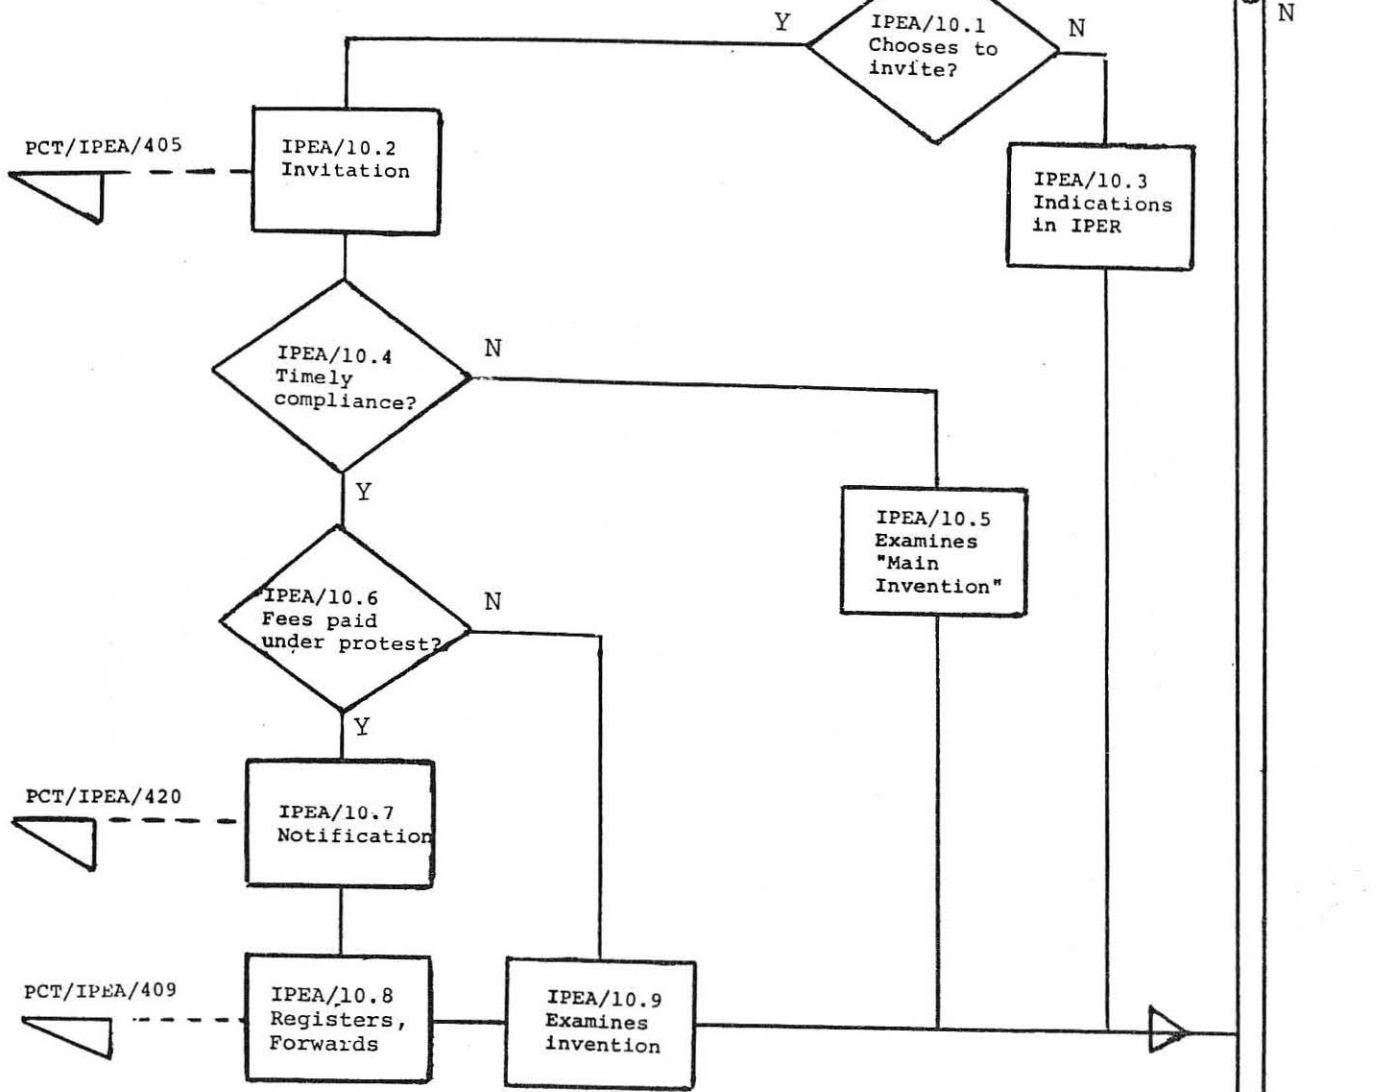 N
Y
IPEA/10.1
Chooses to
invite?
N
PCT/IPEA/405
IPEA/10.2
Invitation
IPEA/10.3
Indications
in IPER
IPEA/10.4
Timely
compliance?
N
Y
IPEA/10.5
Examines
"Main
Invention"
IPEA/10.6
Fees paid
under protest?
N
Y
PCT/IPEA/420
IPEA/10.7
Notification
PCT/IPEA/409
IPEA/10.8
Registers,
Forwards
IPEA/10.9
Examines
invention